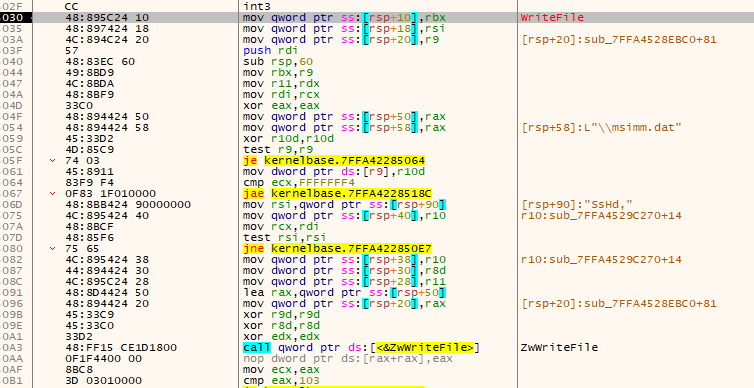 02F CC int3
030 48:895C24 10 mov qword ptr ss:[rsp+10],rbx WriteFile
035 48:897424 18 mov qword ptr ss:[rsp+18],rsi
03A 4C:894C24 20 mov qword ptr ss:[rsp+20],r9 [rsp+20]:sub_7FFA4528EBC0+81
03F 57 push rdi
040 48:83EC 60 sub rsp,60
044 49:8BD9 mov rbx,r9
047 4C:8BDA mov r11,rdx
04A 48:8BF9 mov rdi,rcx
04D 33C0 xor eax,eax
04F 48:894424 50 mov qword ptr ss:[rsp+50],rax
054 48:894424 58 mov qword ptr ss:[rsp+58],rax [rsp+58]:L"\\msimm.dat"
059 45:33D2 xor r10d,r10d
05C 4D:85C9 test r9,r9
05F 74 03 je kernelbase.7FFA42285064
061 45:8911 mov dword ptr ds:[r9],r10d
064 83F9 F4 cmp ecx,FFFFFFF4
067 0F83 1F010000 jae kernelbase.7FFA4228518C
06D 48:8BB424 90000000 mov rsi,qword ptr ss:[rsp+90] [rsp+90]:"SsHd,"
075 4C:895424 40 mov qword ptr ss:[rsp+40],r10 r10:sub_7FFA4529C270+14
07A 48:8BCF mov rcx,rdi
07D 48:85F6 test rsi,rsi
080 75 65 jne kernelbase.7FFA422850E7
082 4C:895424 38 mov qword ptr ss:[rsp+38],r10 r10:sub_7FFA4529C270+14
087 44:894424 30 mov dword ptr ss:[rsp+30],r8d
08C 4C:895C24 28 mov qword ptr ss:[rsp+28],r11
091 48:8D4424 50 lea rax,qword ptr ss:[rsp+50]
096 48:894424 20 mov qword ptr ss:[rsp+20],rax [rsp+20]:sub_7FFA4528EBC0+81
09B 45:33C9 xor r9d,r9d
09E 45:33C0 xor r8d,r8d
0A1 33D2 xor edx,edx
0A3 48:FF15 CE1D1800 call qword ptr ds:[<&ZwWriteFile>] ZwWriteFile
0AA 0F1F4400 00 nop dword ptr ds:[rax+rax],eax
0AF 8BC8 mov ecx,eax
0B1 3D 03010000 cmp eax,103